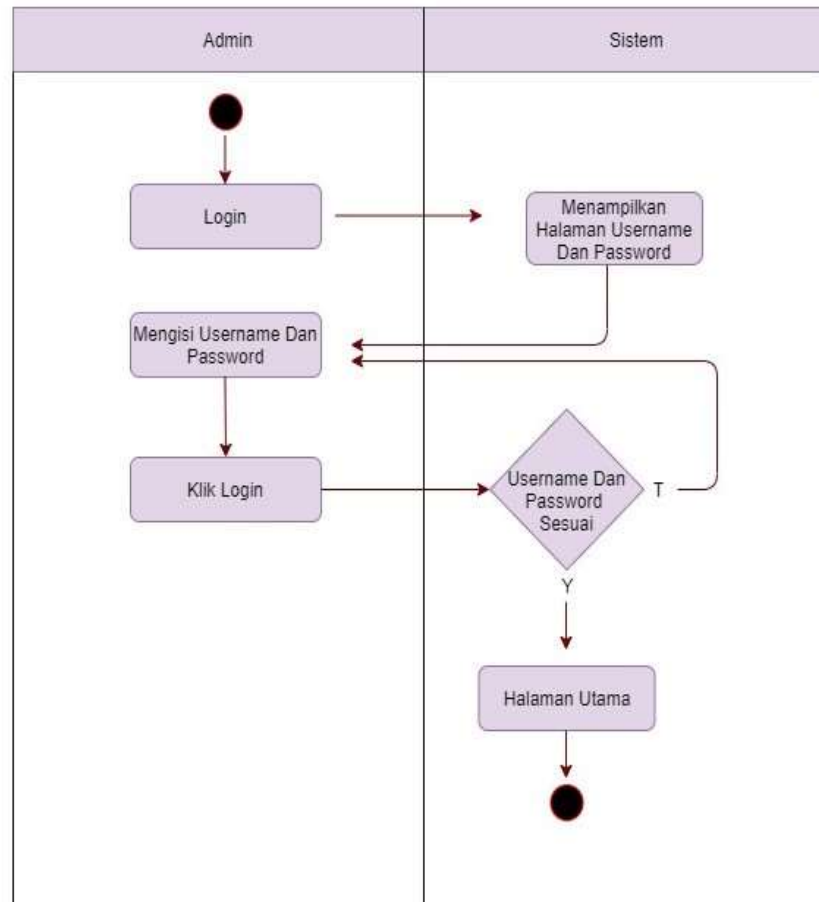 Admin
Sistem
Login
Menampilkan
Halaman Username
Dan Password
Mengisi Username Dan
Password
Klik Login
Username Dan
Password
Sesuai
T
Y
Halaman Utama